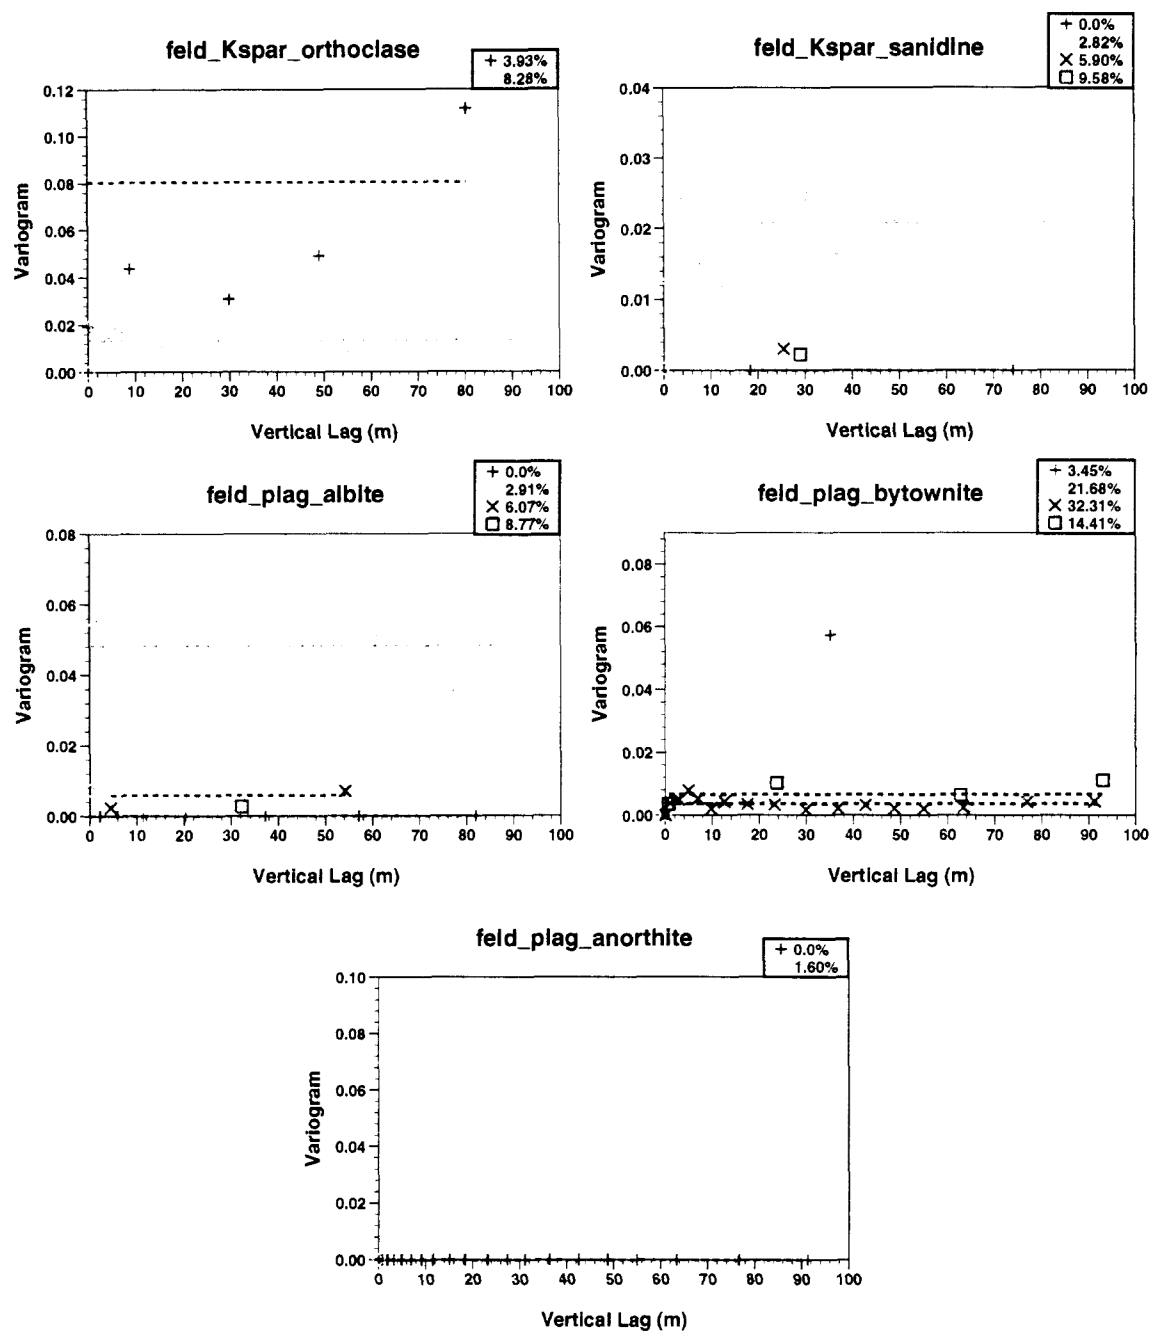 feld_Kspar_orthoclase
+ 3.93%
8.28%
0.12
0.10
0.08
0.06
0.04
0.02
0.00
Variogram
0 10 20 30 40 50 60 70 80 90 100
Vertical Lag (m)
feld_Kspar_sanidine
+ 0.0%
2.82%
× 5.90%
□ 9.58%
0.04
0.03
0.02
0.01
0.00
Variogram
0 10 20 30 40 50 60 70 80 90 100
Vertical Lag (m)
feld_plag_albite
+ 0.0%
2.91%
× 6.07%
□ 8.77%
0.08
0.06
0.04
0.02
0.00
Variogram
0 10 20 30 40 50 60 70 80 90 100
Vertical Lag (m)
feld_plag_bytownite
+ 3.45%
21.68%
× 32.31%
□ 14.41%
0.08
0.06
0.04
0.02
0.00
Variogram
0 10 20 30 40 50 60 70 80 90 100
Vertical Lag (m)
feld_plag_anorthite
+ 0.0%
1.60%
0.10
0.08
0.06
0.04
0.02
0.00
Variogram
0 10 20 30 40 50 60 70 80 90 100
Vertical Lag (m)